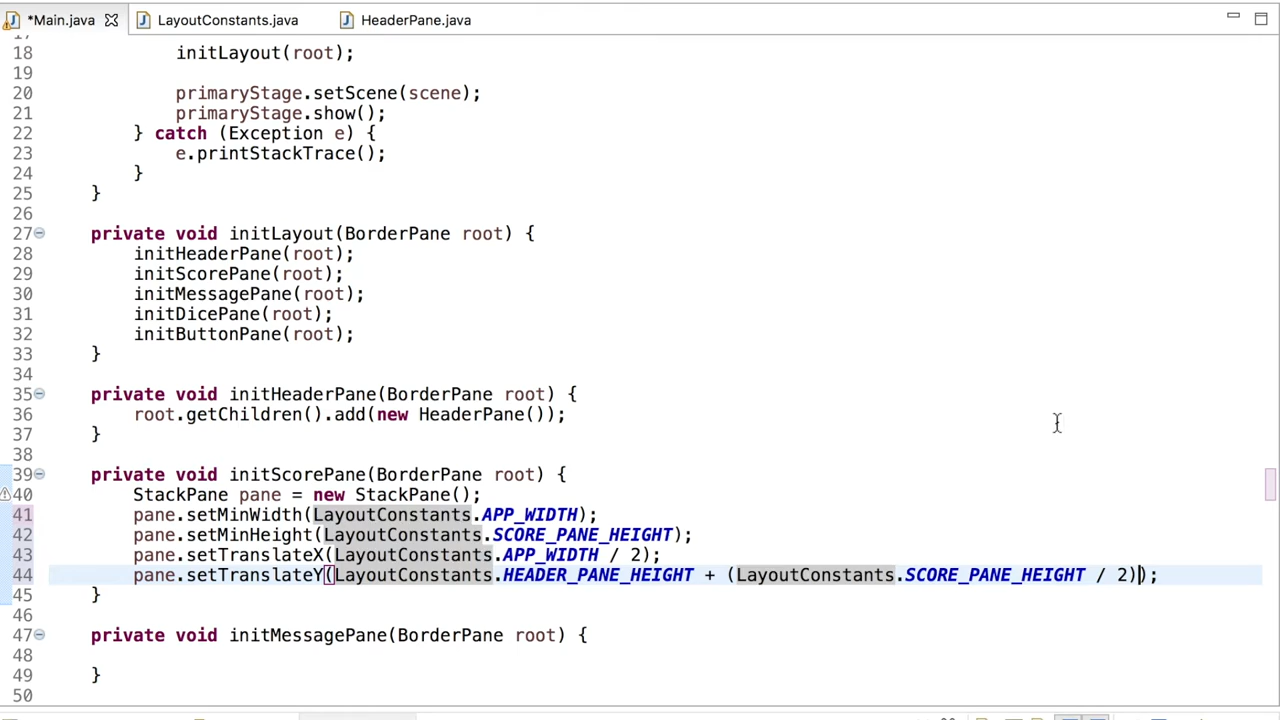 *Main.java LayoutConstants.java HeaderPane.java
18 initLayout(root);
19
20 primaryStage.setScene(scene);
21 primaryStage.show();
22 } catch (Exception e) {
23 e.printStackTrace();
24 }
25 }
26
27 private void initLayout(BorderPane root) {
28 initHeaderPane(root);
29 initScorePane(root);
30 initMessagePane(root);
31 initDicePane(root);
32 initButtonPane(root);
33 }
34
35 private void initHeaderPane(BorderPane root) {
36 root.getChildren().add(new HeaderPane());
37 }
38
39 private void initScorePane(BorderPane root) {
40 StackPane pane = new StackPane();
41 pane.setMinWidth(LayoutConstants.APP_WIDTH);
42 pane.setMinHeight(LayoutConstants.SCORE_PANE_HEIGHT);
43 pane.setTranslateX(LayoutConstants.APP_WIDTH / 2);
44 pane.setTranslateY(LayoutConstants.HEADER_PANE_HEIGHT + (LayoutConstants.SCORE_PANE_HEIGHT / 2));
45 }
46
47 private void initMessagePane(BorderPane root) {
48
49 }
50